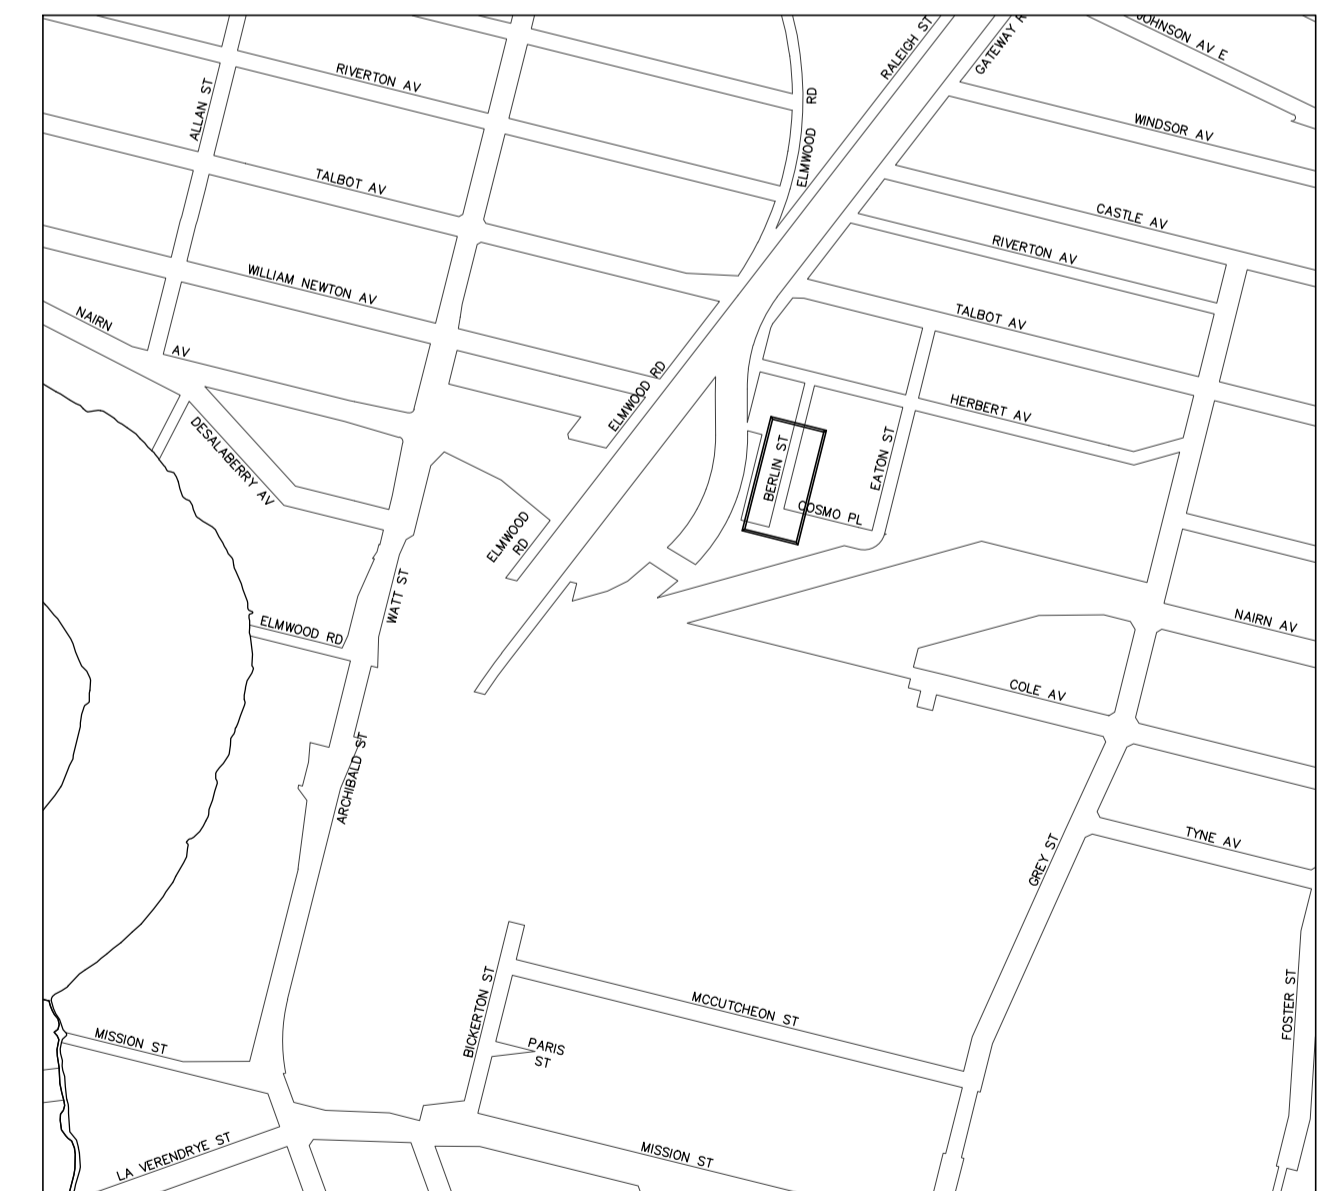 RALEIGH ST
GATEWAY R
JOHNSON AV E
RIVERTON AV
ALLAN ST
ELMWOOD RD
WINDSOR AV
TALBOT AV
CASTLE AV
RIVERTON AV
WILLIAM NEWTON AV
NAIRN
AV
TALBOT AV
ELMWOOD RD
HERBERT AV
DESALABERRY AV
BERLIN ST
EATON ST
COSMO PL
ELMWOOD
RD
WATT ST
ELMWOOD RD
NAIRN AV
COLE AV
ARCHIBALD ST
GREY ST
TYNE AV
BICKERTON ST
MCCUTCHEON ST
FOSTER ST
MISSION ST
PARIS
ST
LA VERENDRYE ST
MISSION ST